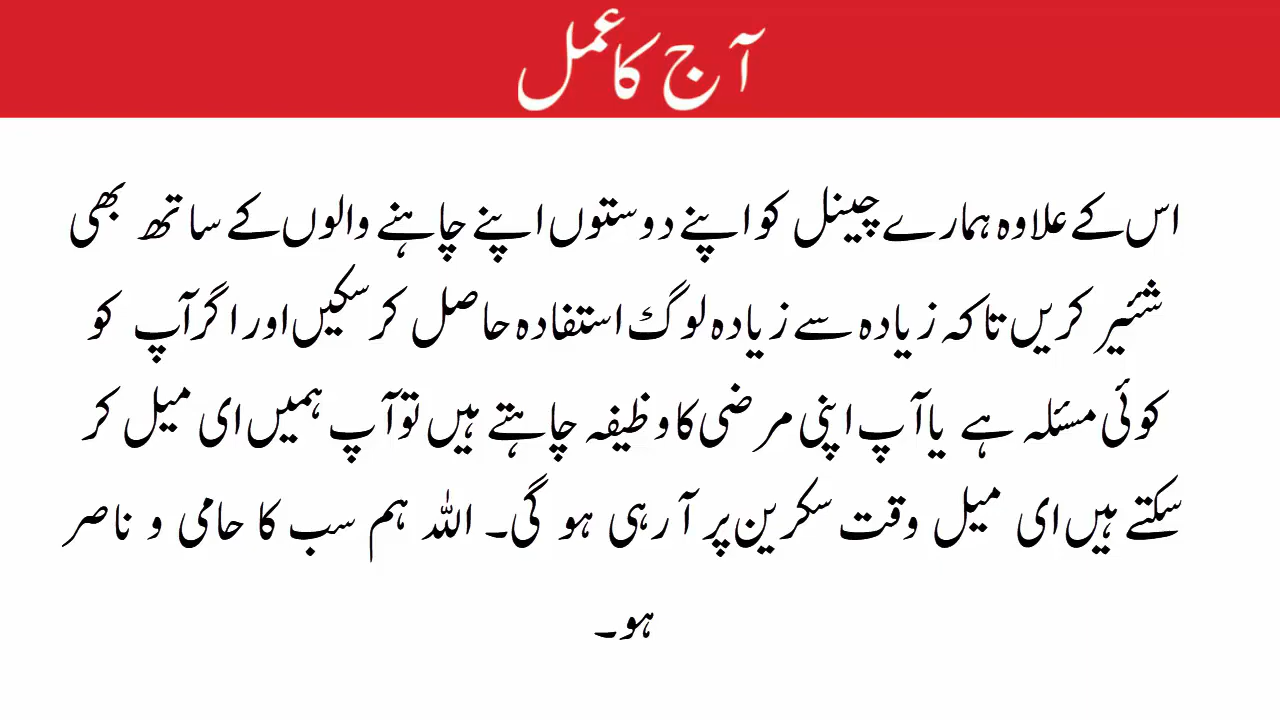 آج کا عمل
اس کے علاوہ ہمارے چینل کو اپنے دوستوں اپنے چاہنے والوں کے ساتھ بھی
شئیر کریں تاکہ زیادہ سے زیادہ لوگ استفادہ حاصل کر سکیں اور اگر آپ کو
کوئی مسئلہ ہے یا آپ اپنی مرضی کا وظیفہ چاہتے ہیں تو آپ ہمیں ای میل کر
سکتے ہیں ای میل وقت سکرین پر آ رہی ہو گی۔ اللہ ہم سب کا حامی و ناصر
ہو۔